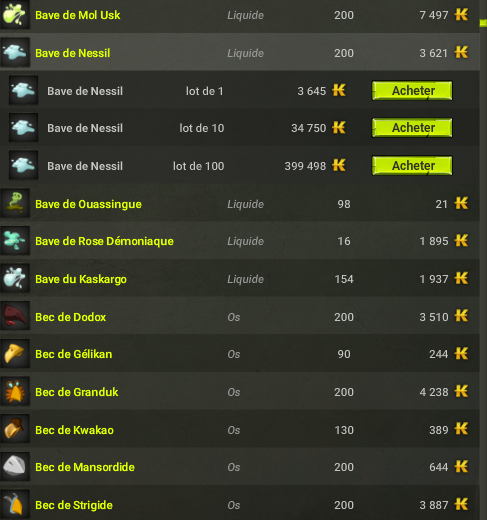 Bave de Mol Usk Liquide 200 7 497
Bave de Nessil Liquide 200 3 621
Bave de Nessil lot de 1 3 645 Acheter
Bave de Nessil lot de 10 34 750 Acheter
Bave de Nessil lot de 100 399 498 Acheter
Bave de Ouassingue Liquide 98 21
Bave de Rose Démoniaque Liquide 16 1 895
Bave du Kaskargo Liquide 154 1 937
Bec de Dodox Os 200 3 510
Bec de Gélikan Os 90 244
Bec de Granduk Os 200 4 238
Bec de Kwakao Os 130 389
Bec de Mansordide Os 200 644
Bec de Strigide Os 200 3 887